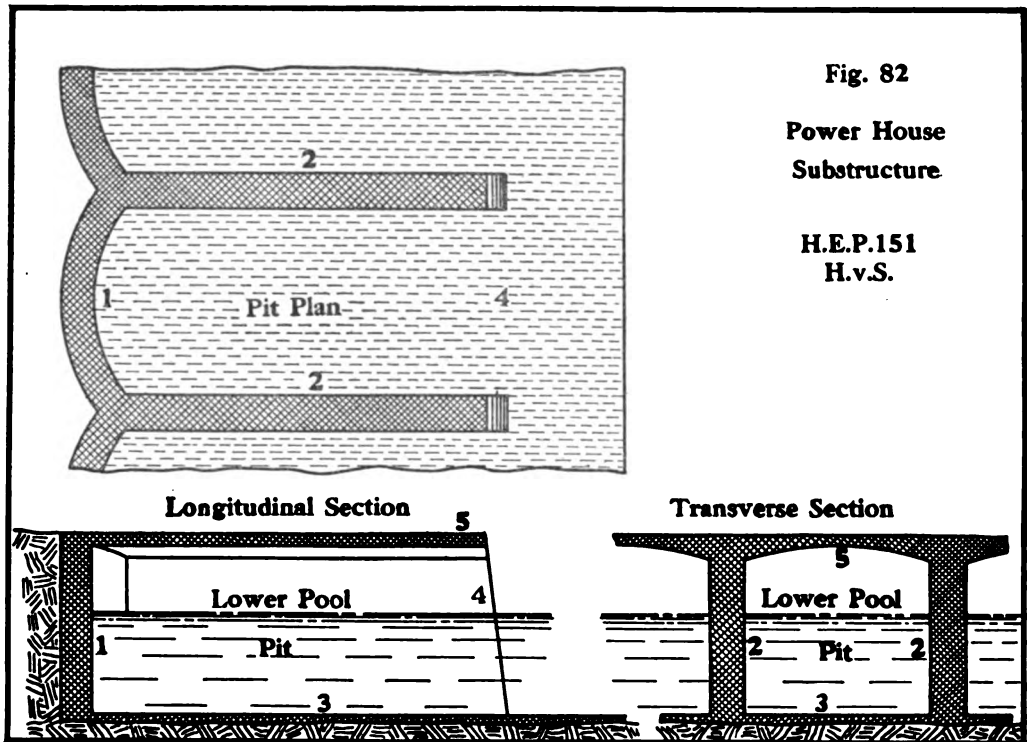 Fig. 82
Power House
Substructure
H.E.P.151
H.v.S.
2
1
Pit Plan
4
2
Longitudinal Section
5
Lower Pool
4
1
Pit
3
Transverse Section
5
Lower Pool
2
Pit
2
3